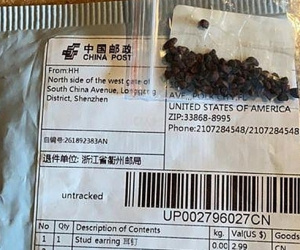 中国邮政
CHINA POST
From:HH
North side of the west gate of
South China Avenue, Longgang
District, Shenzhen
UNITED STATES OF AMERICA
ZIP:33868-8995
Phone:2107284548/2107284548
自编号:261892383AN
退件单位:浙江省衢州邮局
untracked
UP002796027CN
No Qty Description of Contents kg. Val(US $)
1 1 Stud earring 耳钉 0.00 2.99